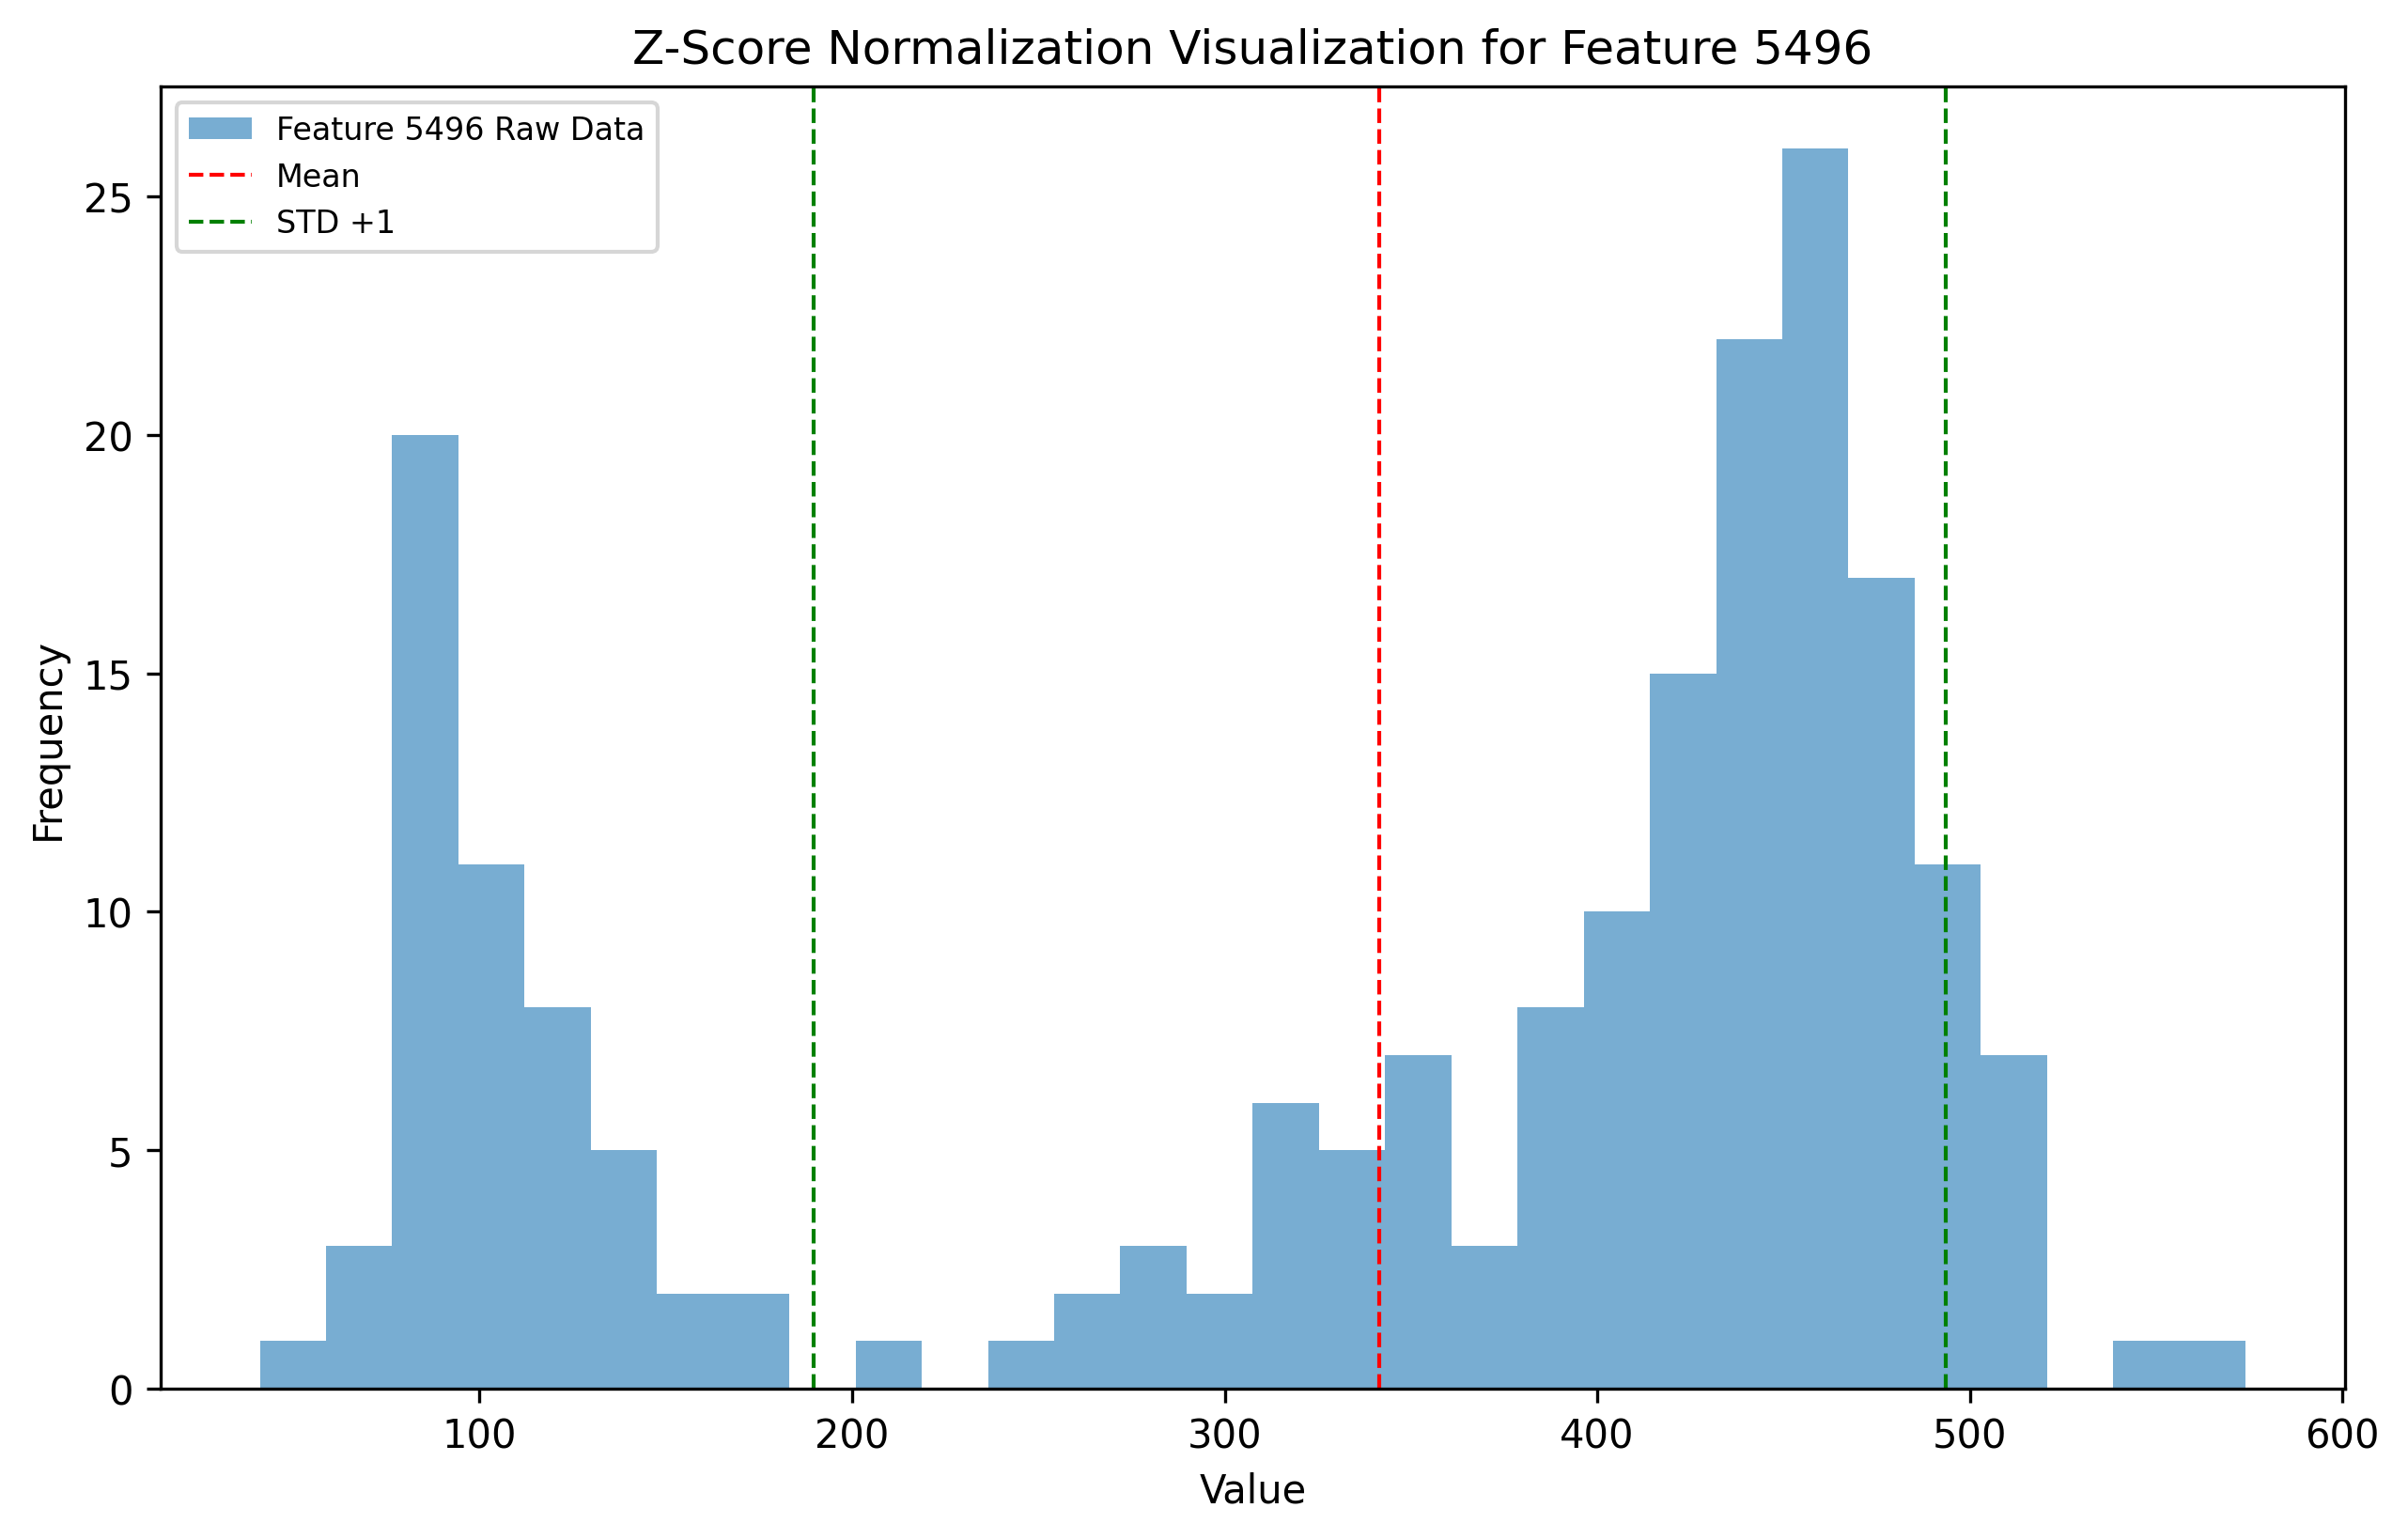 Z-Score Normalization Visualization for Feature 5496
Feature 5496 Raw Data
Mean
STD +1
Frequency
25
20
15
10
5
0
100 200 300 400 500 600
Value